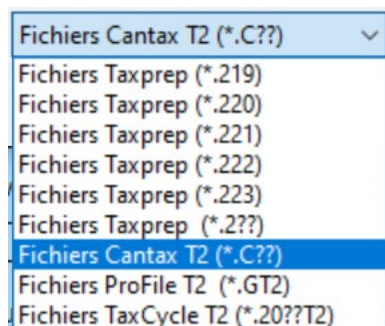 Fichiers Cantax T2 (*.C??)
Fichiers Taxprep (*.219)
Fichiers Taxprep (*.220)
Fichiers Taxprep (*.221)
Fichiers Taxprep (*.222)
Fichiers Taxprep (*.223)
Fichiers Taxprep  (*.2??)
Fichiers Cantax T2 (*.C??)
Fichiers ProFile T2  (*.GT2)
Fichiers TaxCycle T2 (*.20??T2)